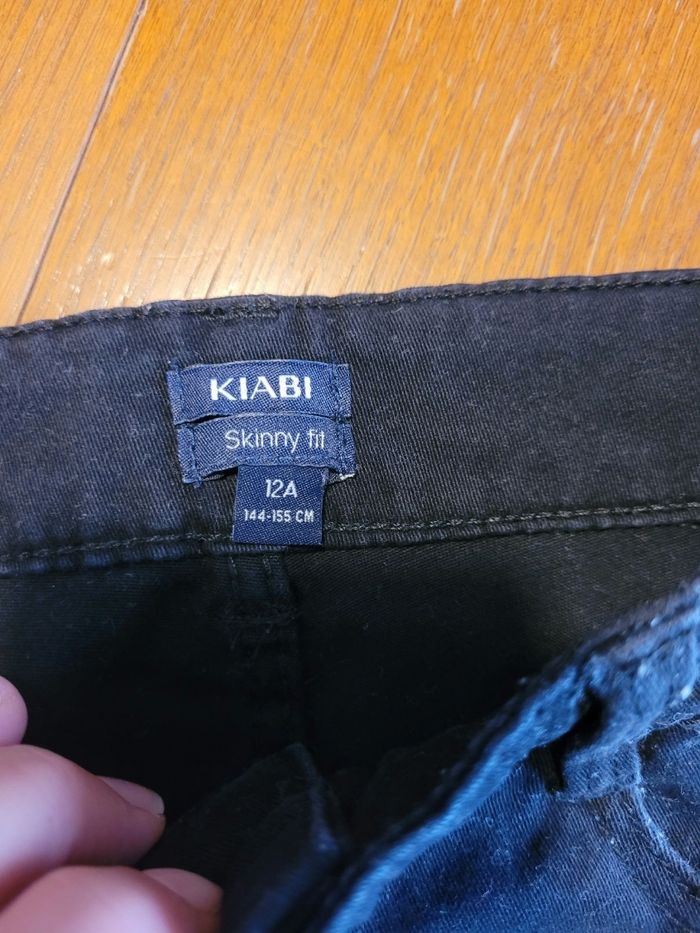 KIABI
Skinny fit
12A
144-155 CM